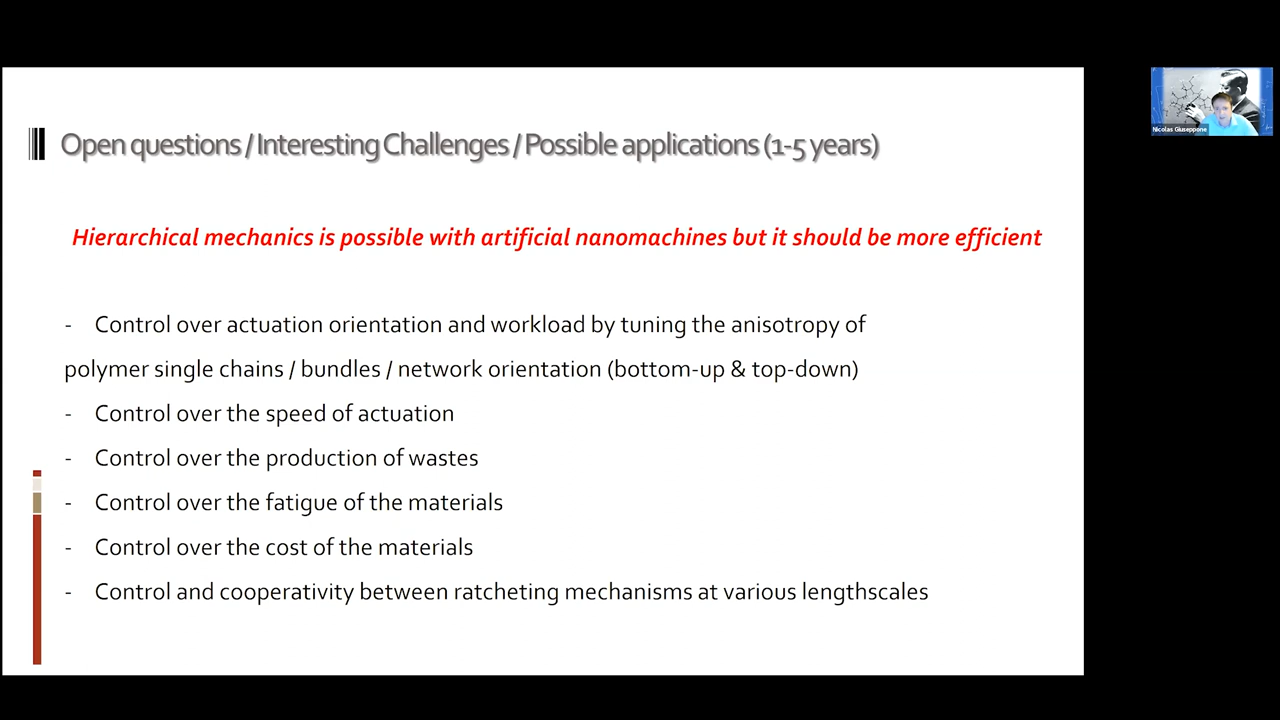 Open questions / Interesting Challenges / Possible applications (1-5 years)
Hierarchical mechanics is possible with artificial nanomachines but it should be more efficient
- Control over actuation orientation and workload by tuning the anisotropy of
polymer single chains / bundles / network orientation (bottom-up & top-down)
- Control over the speed of actuation
- Control over the production of wastes
- Control over the fatigue of the materials
- Control over the cost of the materials
- Control and cooperativity between ratcheting mechanisms at various lengthscales
Nicolas Giuseppone